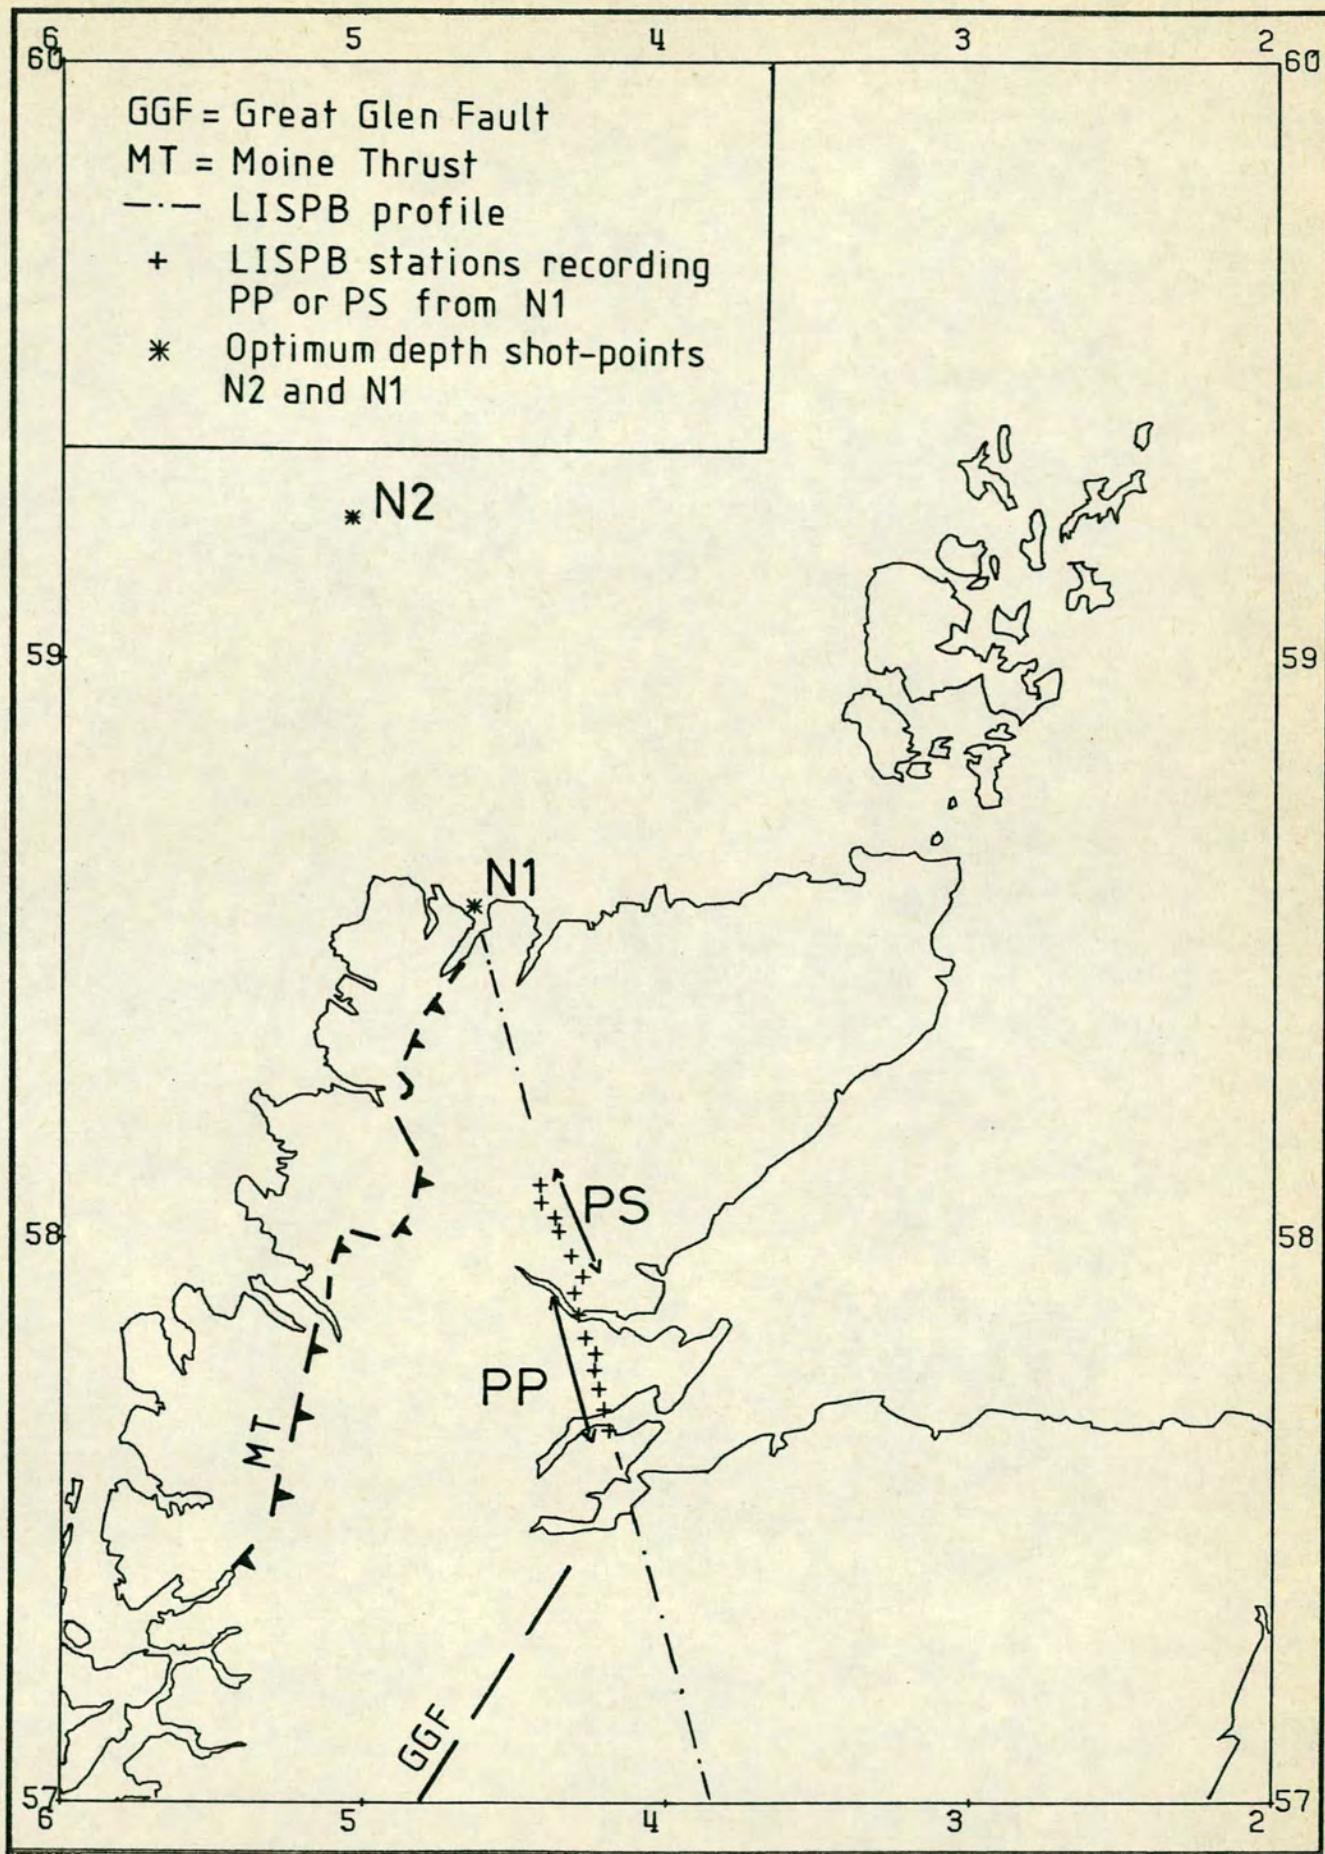 6 5 4 3 2
60 60
GGF = Great Glen Fault
MT = Moine Thrust
—·— LISPB profile
+ LISPB stations recording
PP or PS from N1
* Optimum depth shot-points
N2 and N1
* N2
59 59
* N1
PS
58 58
PP
MT
GGF
57 57
6 5 4 3 2